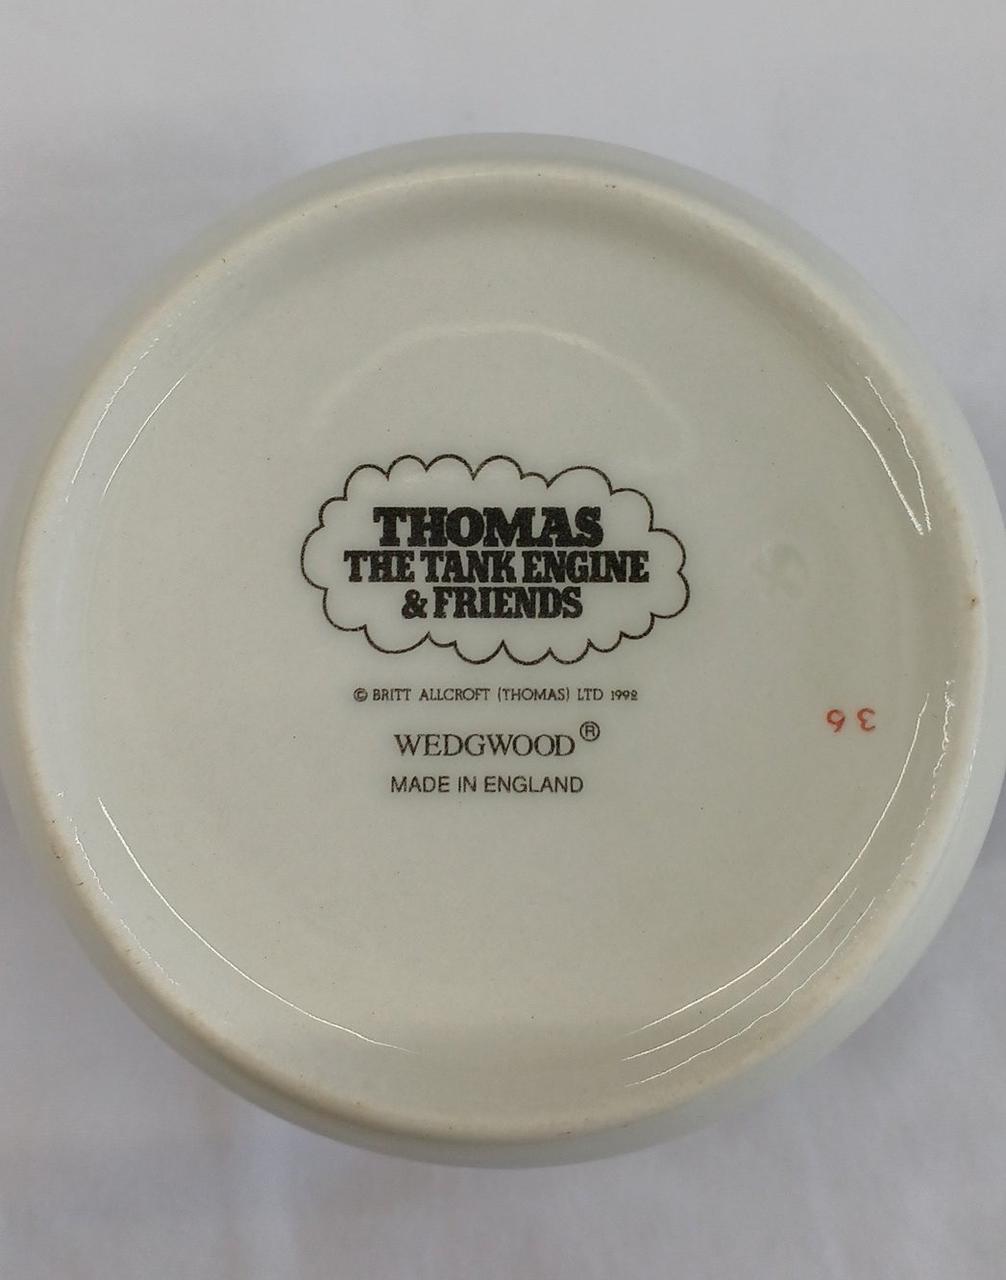 THOMAS
THE TANK ENGINE
& FRIENDS
© BRITT ALLCROFT (THOMAS) LTD 1992
WEDGWOOD®
MADE IN ENGLAND
36